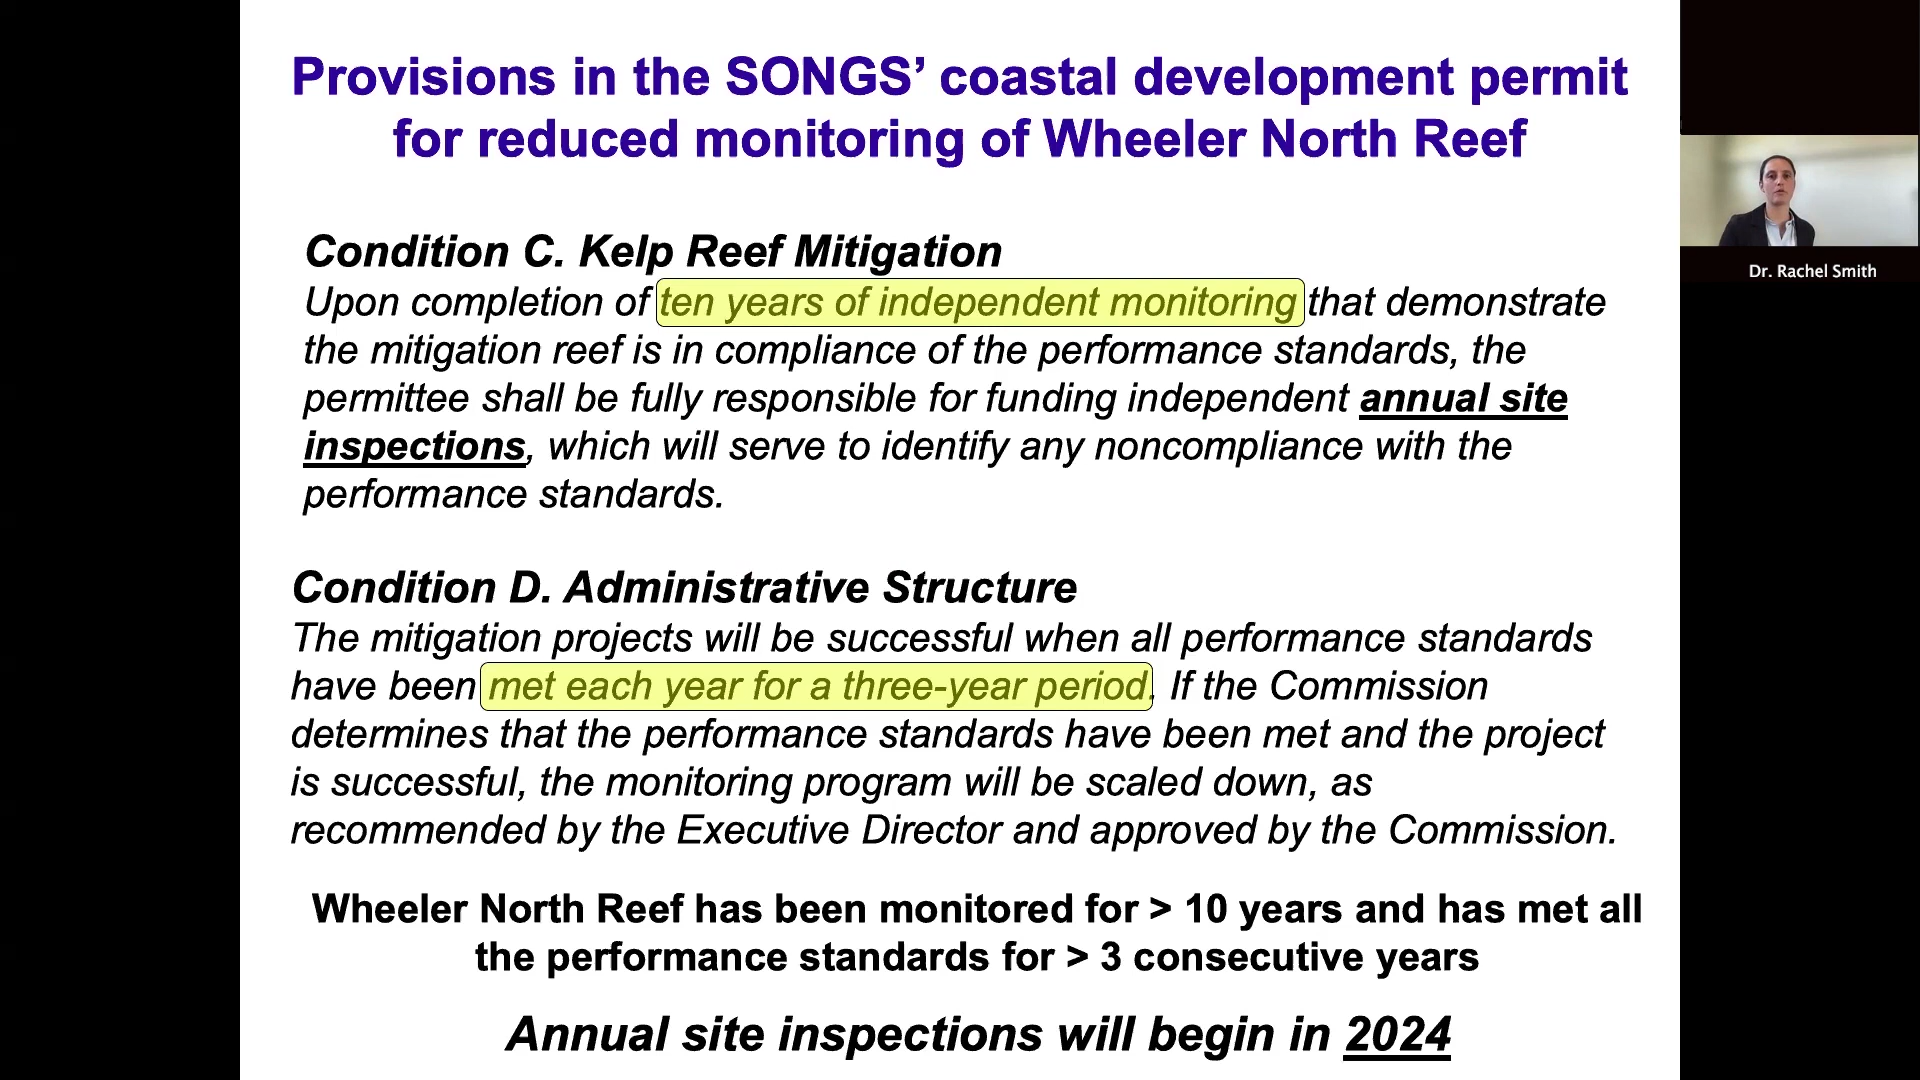 Provisions in the SONGS’ coastal development permit
for reduced monitoring of Wheeler North Reef
Condition C. Kelp Reef Mitigation
Upon completion of ten years of independent monitoring that demonstrate
the mitigation reef is in compliance of the performance standards, the
permittee shall be fully responsible for funding independent annual site
inspections, which will serve to identify any noncompliance with the
performance standards.
Condition D. Administrative Structure
The mitigation projects will be successful when all performance standards
have been met each year for a three-year period. If the Commission
determines that the performance standards have been met and the project
is successful, the monitoring program will be scaled down, as
recommended by the Executive Director and approved by the Commission.
Wheeler North Reef has been monitored for > 10 years and has met all
the performance standards for > 3 consecutive years
Annual site inspections will begin in 2024
Dr. Rachel Smith